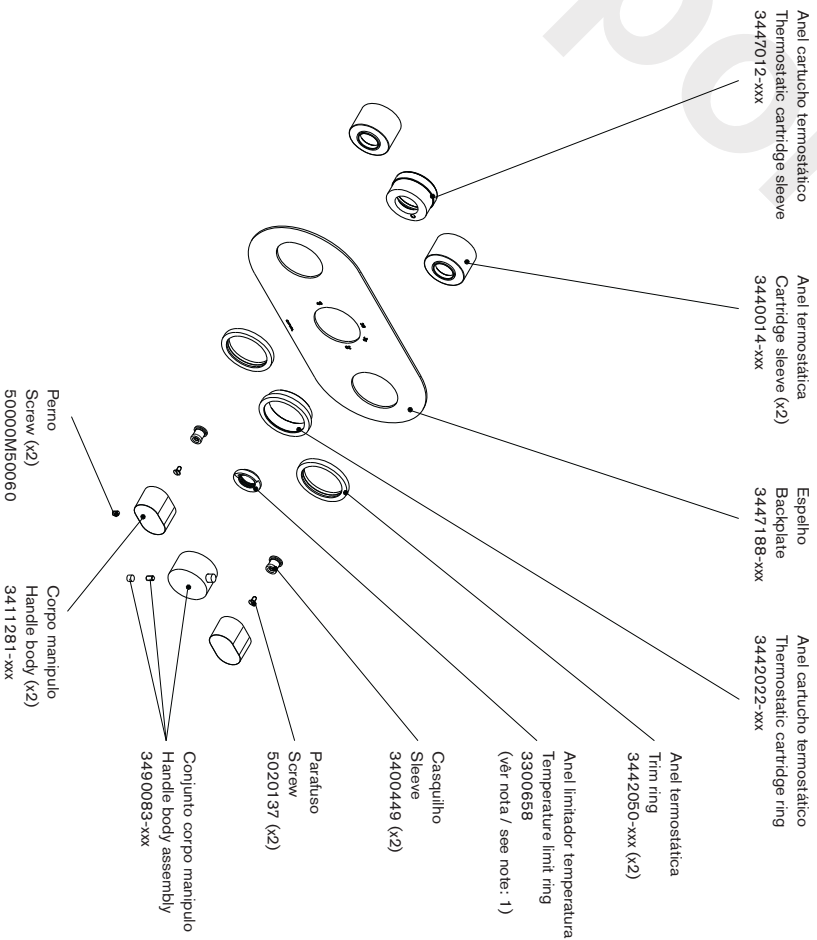 Anel cartucho termostático
Thermostatic cartridge sleeve
3447012-xxx
Anel termostática
Cartridge sleeve (x2)
3440014-xxx
Espelho
Backplate
3447188-xxx
Anel cartucho termostático
Thermostatic cartridge ring
3442022-xxx
Anel termostática
Trim ring
3442050-xxx (x2)
Anel limitador temperatura
Temperature limit ring
3300658
(vêr nota / see note: 1)
Casquilho
Sleeve
3400449 (x2)
Parafuso
Screw
5020137 (x2)
Conjunto corpo manipulo
Handle body assembly
3490083-xxx
Perno
Screw (x2)
50000M50060
Corpo manipulo
Handle body (x2)
3411281-xxx